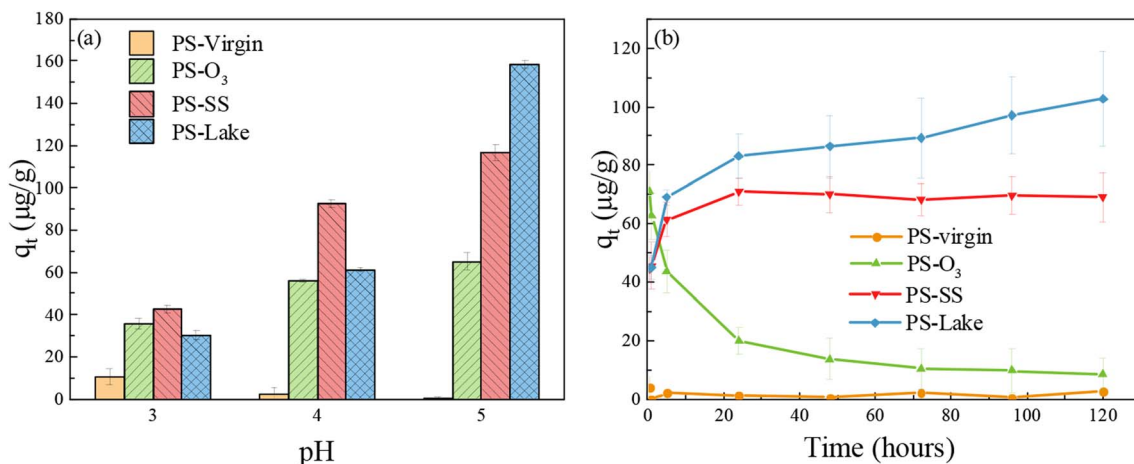 (a)
PS-Virgin
PS-O₃
PS-SS
PS-Lake
180
160
140
120
100
80
60
40
20
0
qt (μg/g)
3 4 5
pH
(b)
120
100
80
60
40
20
0
qt (μg/g)
PS-virgin
PS-O₃
PS-SS
PS-Lake
0 20 40 60 80 100 120
Time (hours)